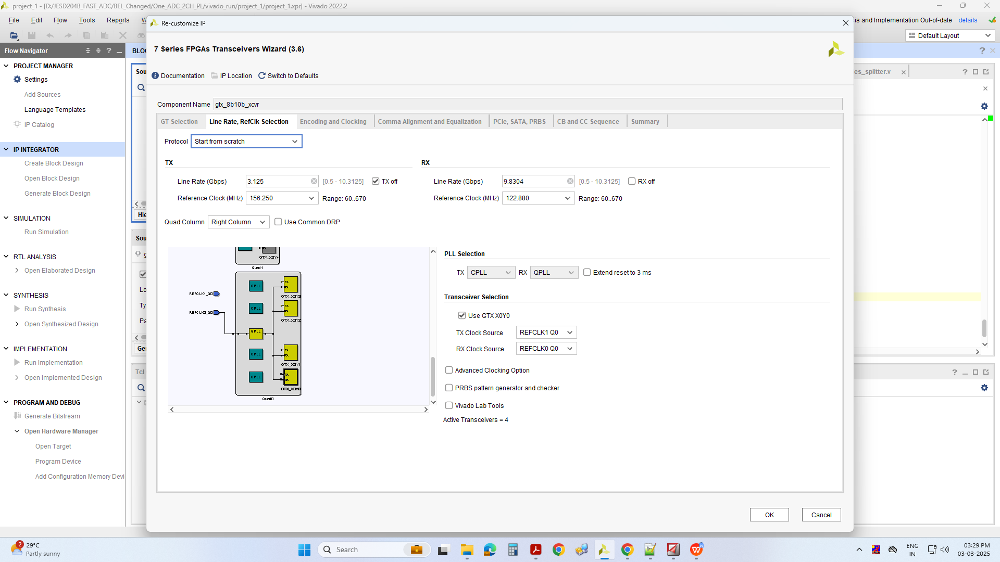 project_1 - [D:/JESD204B_FAST_ADC/BEL_Changed/One_ADC_2CH_PL/vivado_run/project_1/project_1.xpr] - Vivado 2022.2
File Edit Flow Tools Reports W
is and Implementation Out-of-date details
Default Layout
Re-customize IP
7 Series FPGAs Transceivers Wizard (3.6)
Documentation IP Location Switch to Defaults
Component Name gtx_8b10b_xcvr
GT Selection Line Rate, RefClk Selection Encoding and Clocking Comma Alignment and Equalization PCIe, SATA, PRBS CB and CC Sequence Summary
Protocol Start from scratch
TX
Line Rate (Gbps) 3.125 [0.5 - 10.3125] TX off
Reference Clock (MHz) 156.250 Range: 60..670
RX
Line Rate (Gbps) 9.8304 [0.5 - 10.3125] RX off
Reference Clock (MHz) 122.880 Range: 60..670
Quad Column Right Column Use Common DRP
GTX_X0Y4
Quad1
REFCLK1_Q0
REFCLK0_Q0
CPLL
CPLL
QPLL
CPLL
CPLL
TX
RX
GTX_X0Y3
TX
RX
GTX_X0Y2
TX
RX
GTX_X0Y1
TX
RX
GTX_X0Y0
Quad0
PLL Selection
TX CPLL RX QPLL Extend reset to 3 ms
Transceiver Selection
Use GTX X0Y0
TX Clock Source REFCLK1 Q0
RX Clock Source REFCLK0 Q0
Advanced Clocking Option
PRBS pattern generator and checker
Vivado Lab Tools
Active Transceivers = 4
OK Cancel
Flow Navigator
PROJECT MANAGER
Settings
Add Sources
Language Templates
IP Catalog
IP INTEGRATOR
Create Block Design
Open Block Design
Generate Block Design
SIMULATION
Run Simulation
RTL ANALYSIS
Open Elaborated Design
SYNTHESIS
Run Synthesis
Open Synthesized Design
IMPLEMENTATION
Run Implementation
Open Implemented Design
PROGRAM AND DEBUG
Generate Bitstream
Open Hardware Manager
Open Target
Program Device
Add Configuration Memory Devi
BLOC
Sou
Hie
Sou
Lo
Ty
Pa
Ger
Tcl
es_splitter.v
2
29°C
Partly sunny
Search
ENG
IN
03:29 PM
03-03-2025